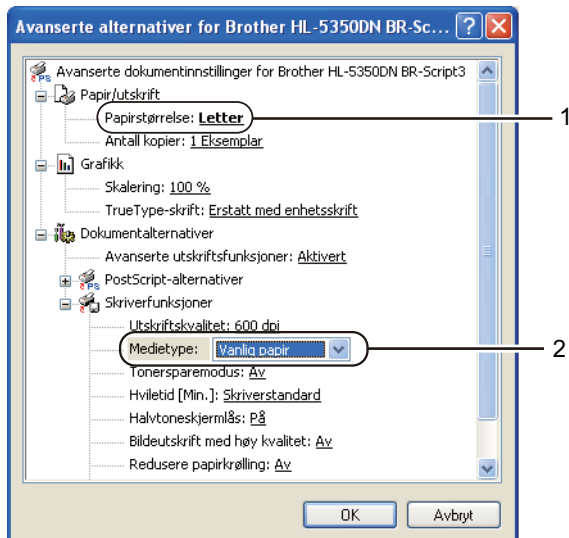 Avanserte alternativer for Brother HL-5350DN BR-Sc...
Avanserte dokumentinnstillinger for Brother HL-5350DN BR-Script3
Papir/utskrift
Papirstørrelse: Letter
1
Antall kopier: 1 Eksemplar
Grafikk
Skalering: 100 %
TrueType-skrift: Erstatt med enhetsskrift
Dokumentalternativer
Avanserte utskriftsfunksjoner: Aktivert
PostScript-alternativer
Skriverfunksjoner
Utskriftskvalitet: 600 dpi
Medietype: Vanlig papir
2
Tonersparemodus: Av
Hviletid [Min.]: Skriverstandard
Halvtoneskjermlås: På
Bildeutskrift med høy kvalitet: Av
Redusere papirkrølling: Av
OK Avbryt